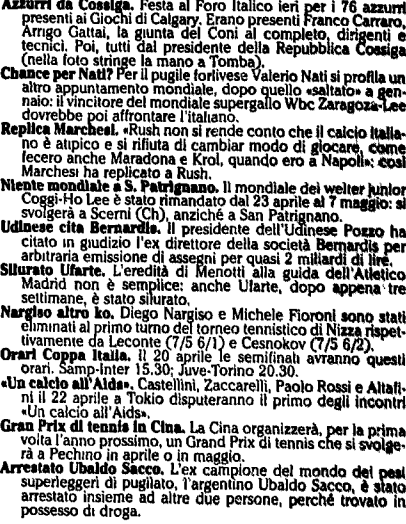 Azzurri da Cossiga. Festa al Foro Italico ieri per i 76 azzurri
presenti ai Giochi di Calgary. Erano presenti Franco Carraro,
Arrigo Gattai, la giunta del Coni al completo, dirigenti e
tecnici. Poi, tutti dal presidente della Repubblica Cossiga
(nella foto stringe la mano a Tomba).
Chance per Nati? Per il pugile forlivese Valerio Nati si profila un
altro appuntamento mondiale, dopo quello «saltato» a gen-
naio: il vincitore del mondiale supergallo Wbc Zaragoza-Lee
dovrebbe poi affrontare l'italiano.
Replica Marchesi. «Rush non si rende conto che il calcio italia-
no è atipico e si rifiuta di cambiar modo di giocare, come
fecero anche Maradona e Krol, quando ero a Napoli»: così
Marchesi ha replicato a Rush.
Niente mondiale a S. Patrignano. Il mondiale dei welter junior
Coggi-Ho Lee è stato rimandato dal 23 aprile al 7 maggio: si
svolgerà a Scerni (Ch), anziché a San Patrignano.
Udinese cita Bernardis. Il presidente dell'Udinese Pozzo ha
citato in giudizio l'ex direttore della società Bernardis per
arbitraria emissione di assegni per quasi 2 miliardi di lire.
Silurato Ufarte. L'eredità di Menotti alla guida dell'Atletico
Madrid non è semplice: anche Ufarte, dopo appena tre
settimane, è stato silurato.
Nargiso altro ko. Diego Nargiso e Michele Fioroni sono stati
eliminati al primo turno del torneo tennistico di Nizza rispet-
tivamente da Leconte (7/5 6/1) e Cesnokov (7/5 6/2).
Orari Coppa Italia. Il 20 aprile le semifinali avranno questi
orari. Samp-Inter 15.30; Juve-Torino 20.30.
«Un calcio all'Aids». Castellini, Zaccarelli, Paolo Rossi e Altafi-
ni il 22 aprile a Tokio disputeranno il primo degli incontri
«Un calcio all'Aids».
Gran Prix di tennis in Cina. La Cina organizzerà, per la prima
volta l'anno prossimo, un Grand Prix di tennis che si svolge-
rà a Pechino in aprile o in maggio.
Arrestato Ubaldo Sacco. L'ex campione del mondo dei pesi
superleggeri di pugilato, l'argentino Ubaldo Sacco, è stato
arrestato insieme ad altre due persone, perché trovato in
possesso di droga.